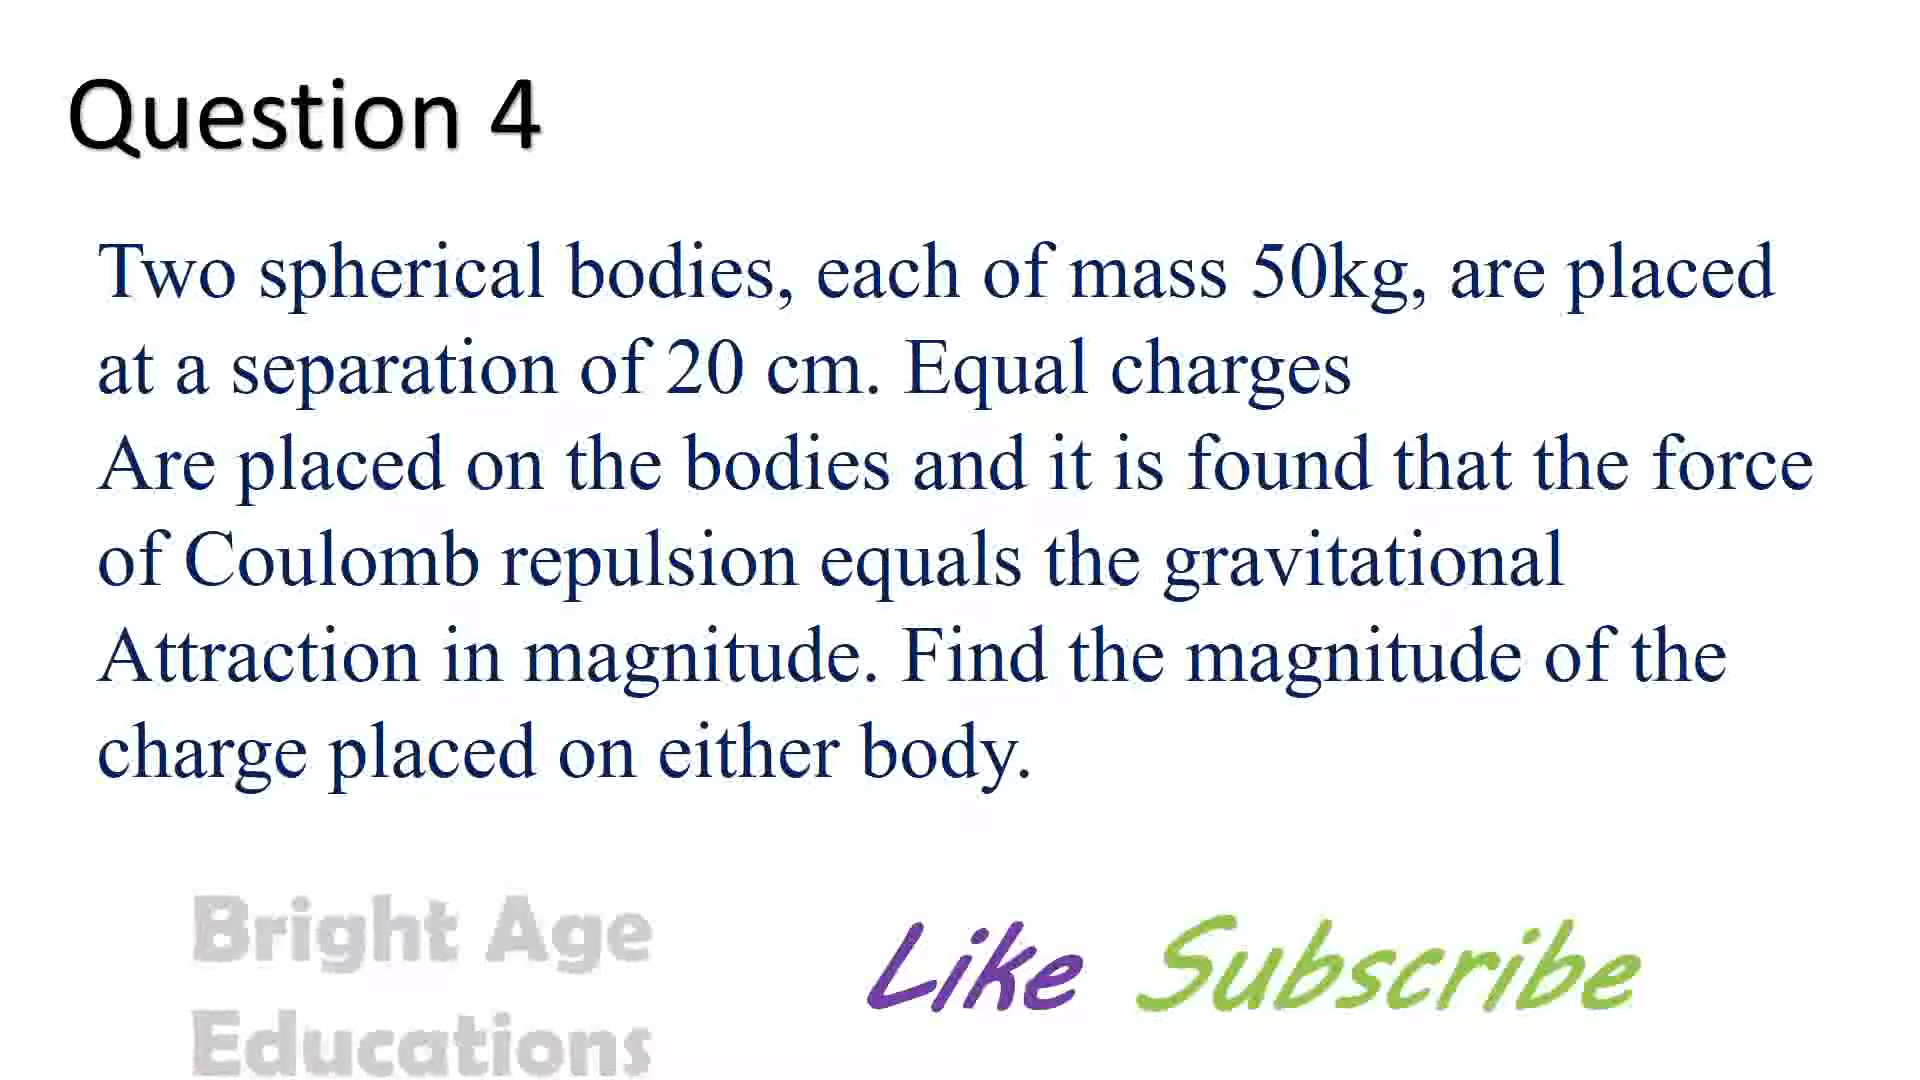 Question 4
Two spherical bodies, each of mass 50kg, are placed
at a separation of 20 cm. Equal charges
Are placed on the bodies and it is found that the force
of Coulomb repulsion equals the gravitational
Attraction in magnitude. Find the magnitude of the
charge placed on either body.
Bright Age
Educations
Like Subscribe